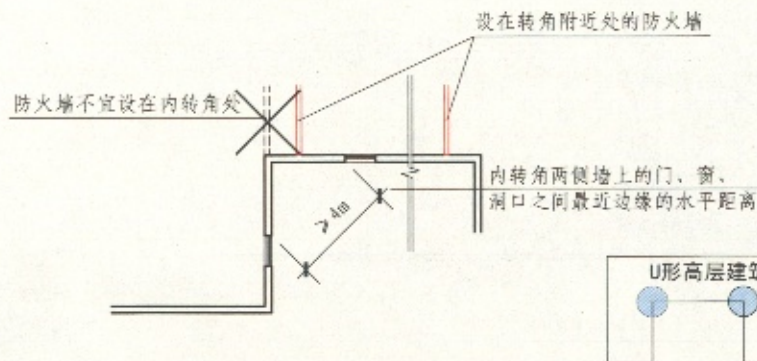 设在转角附近处的防火墙
防火墙不宜设在内转角处
内转角两侧墙上的门、窗、
洞口之间最近边缘的水平距离
≥4m
U形高层建筑